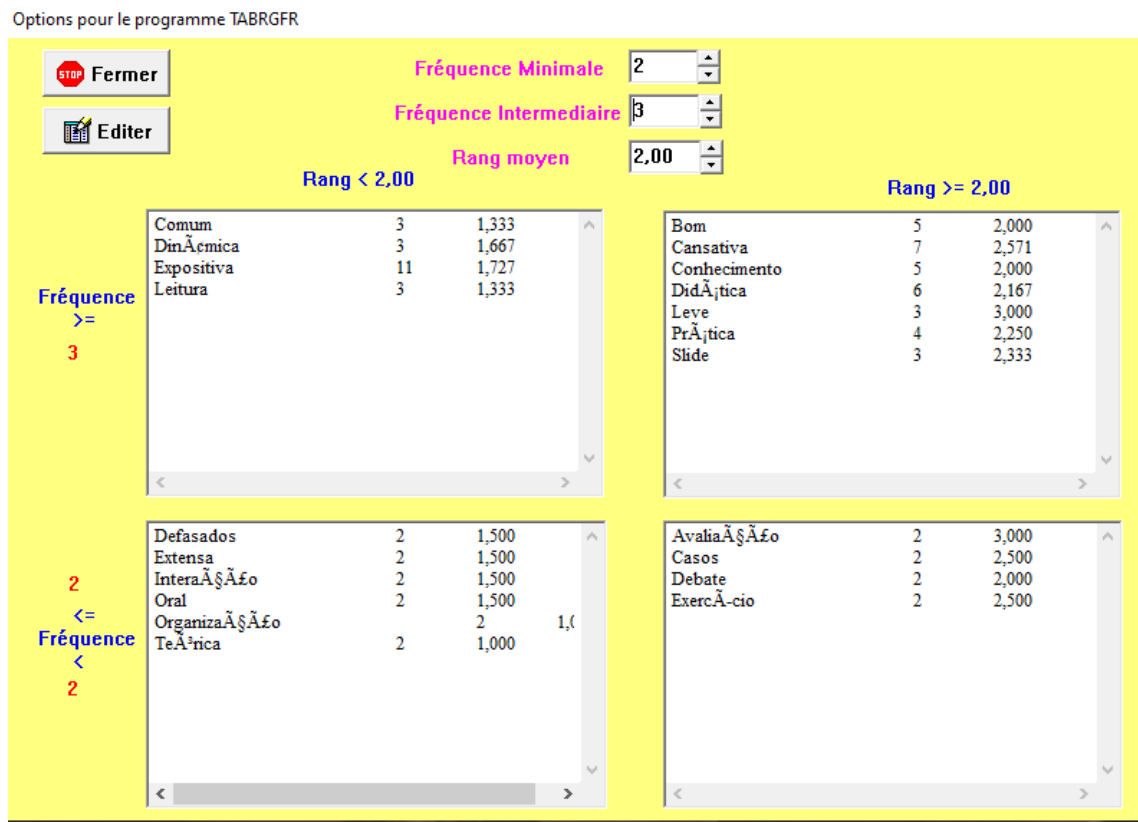 Options pour le programme TABRGFR
Fermer
Editer
Fréquence Minimale 2
Fréquence Intermediaire 3
Rang moyen 2,00
Rang < 2,00
Rang >= 2,00
Fréquence
>=
3
Comum 3 1,333
DinÃ¢mica 3 1,667
Expositiva 11 1,727
Leitura 3 1,333
Bom 5 2,000
Cansativa 7 2,571
Conhecimento 5 2,000
DidÃ¡tica 6 2,167
Leve 3 3,000
PrÃ¡tica 4 2,250
Slide 3 2,333
2
<=
Fréquence
<
2
Defasados 2 1,500
Extensa 2 1,500
InteraÃ§Ã£o 2 1,500
Oral 2 1,500
OrganizaÃ§Ã£o 2 1,0
TeÃ³rica 2 1,000
AvaliaÃ§Ã£o 2 3,000
Casos 2 2,500
Debate 2 2,000
ExercÃ-cio 2 2,500